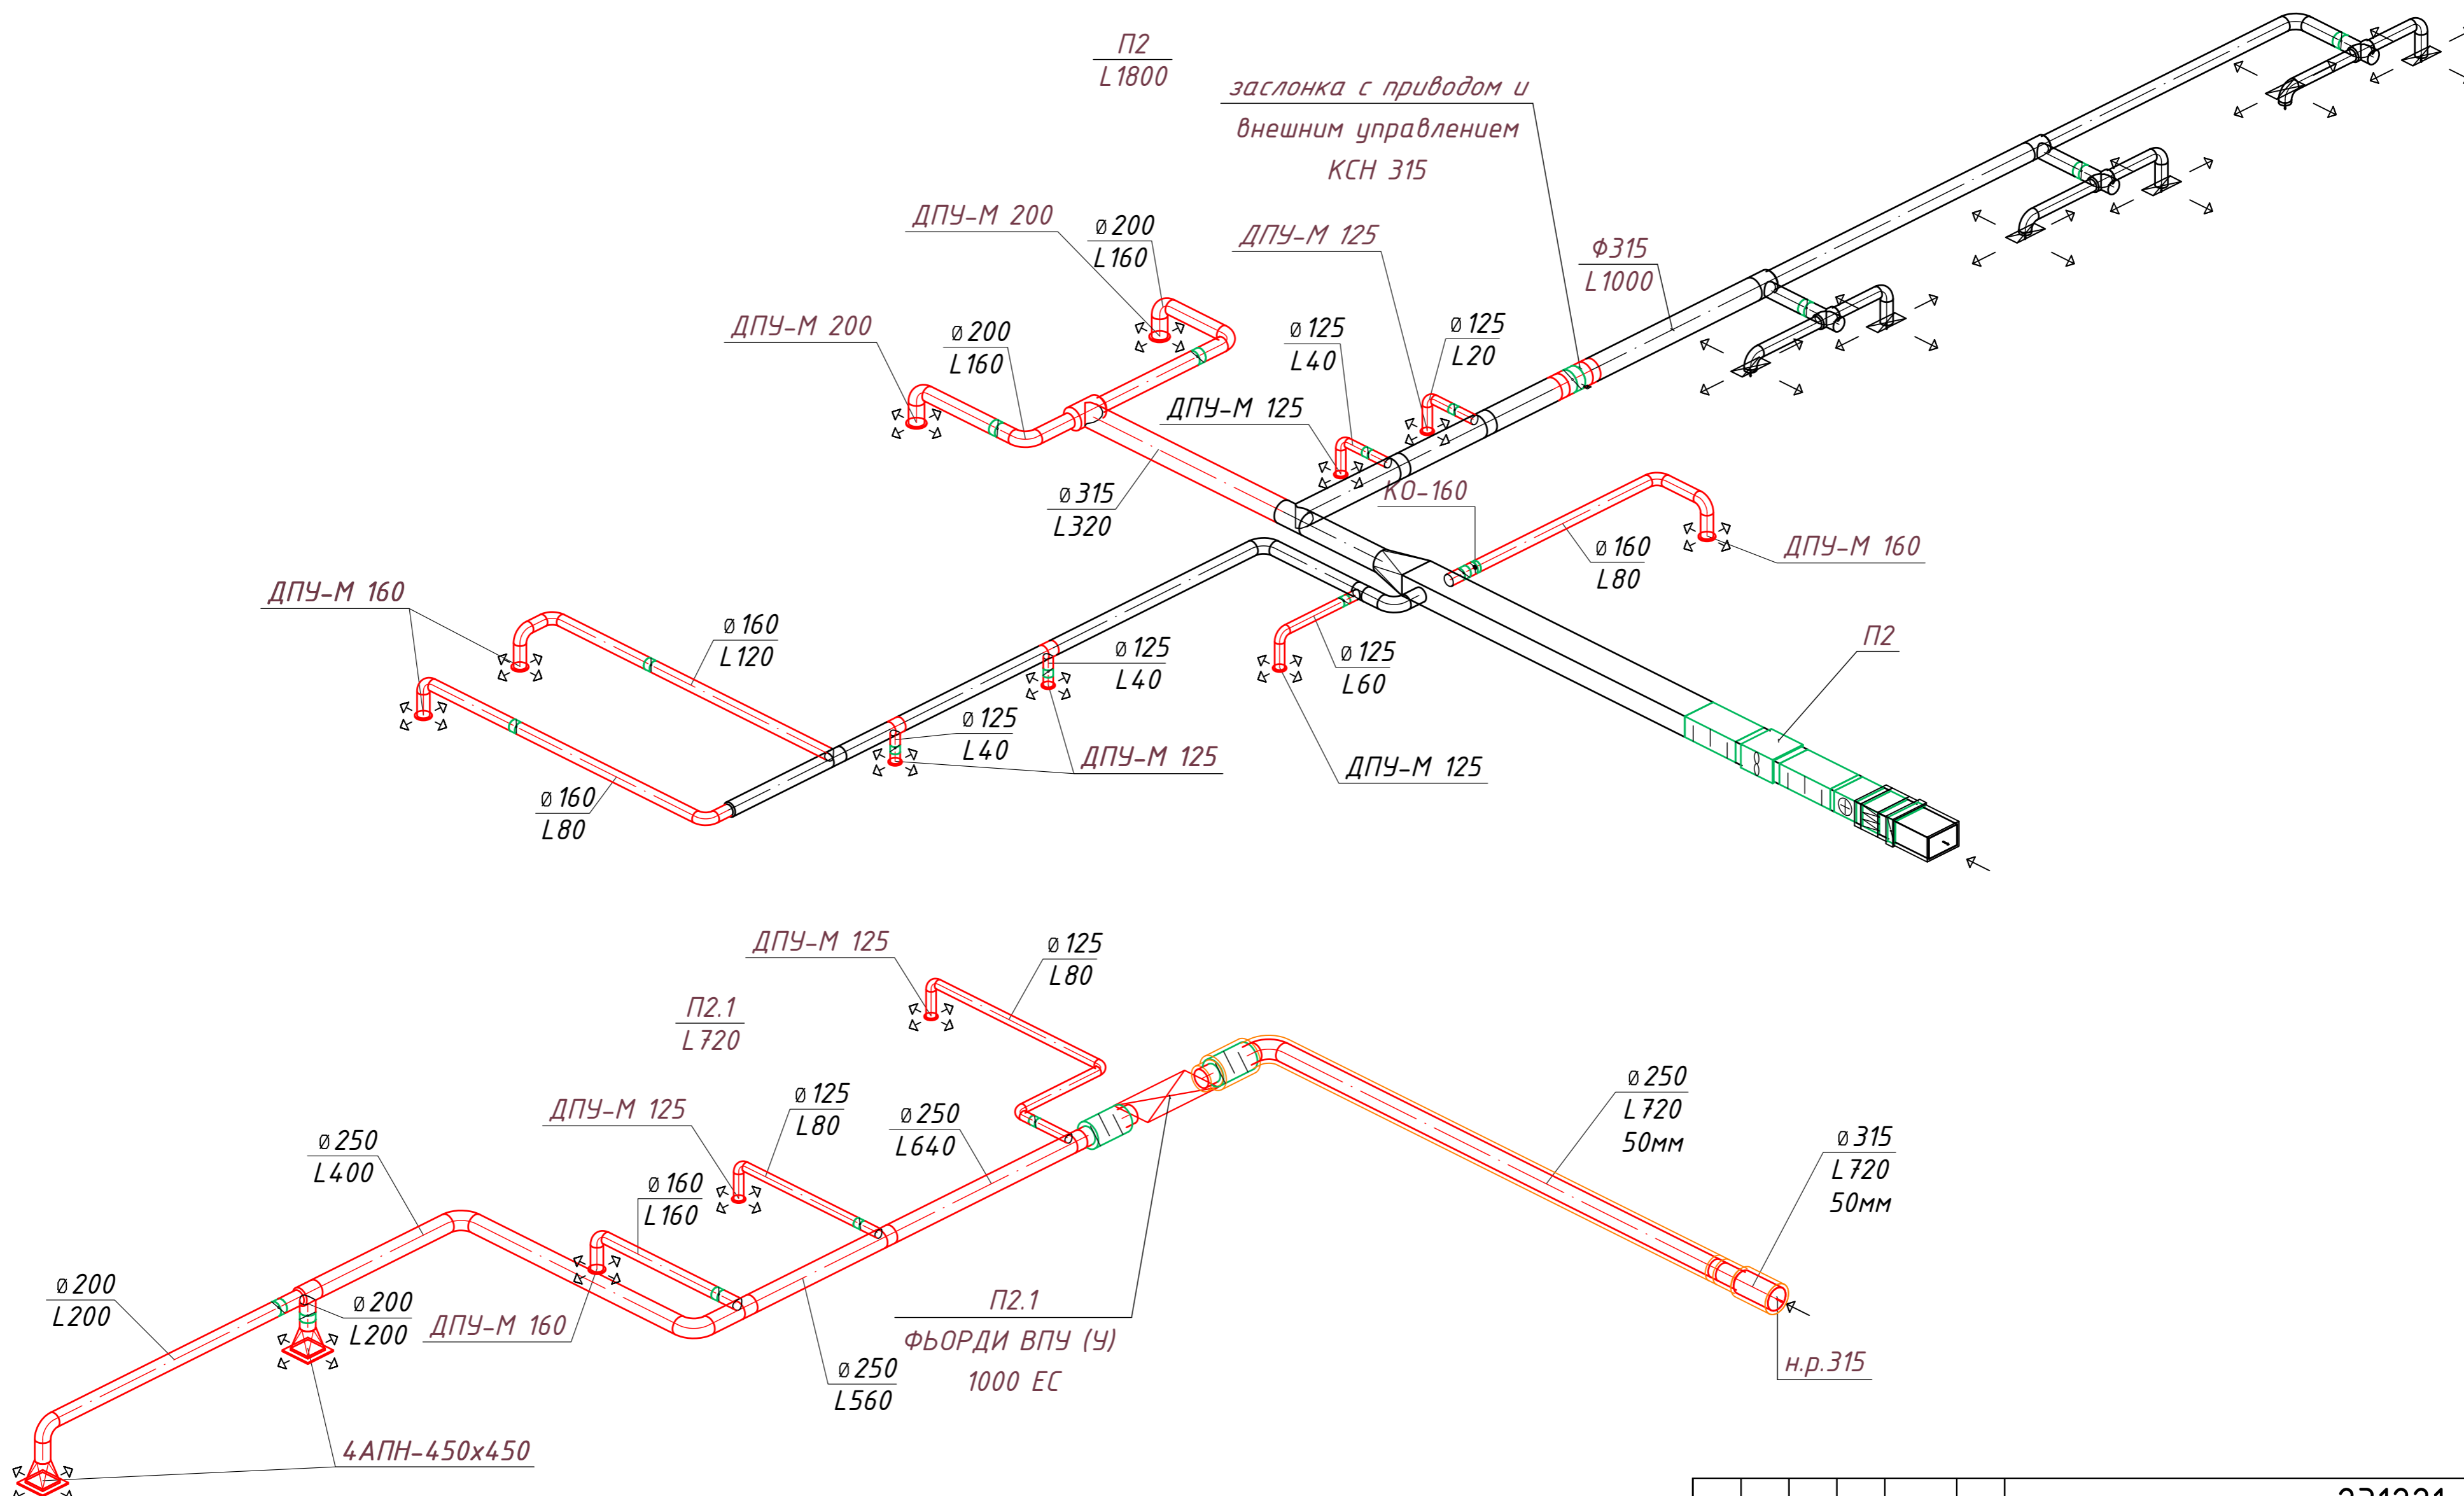 П2
L1800
заслонка с приводом и
внешним управлением
КСН 315
ДПУ-М 200
Ø200
L160
ДПУ-М 125
Ф315
L1000
ДПУ-М 200
Ø200
L160
Ø125
L40
Ø125
L20
ДПУ-М 125
Ø315
L320
КО-160
Ø160
L80
ДПУ-М 160
ДПУ-М 160
Ø160
L120
Ø125
L40
Ø125
L60
П2
Ø125
L40
ДПУ-М 125
ДПУ-М 125
Ø160
L80
ДПУ-М 125
Ø125
L80
П2.1
L720
Ø250
L720
50мм
ДПУ-М 125
Ø125
L80
Ø250
L640
Ø315
L720
50мм
Ø250
L400
Ø160
L160
Ø200
L200
Ø200
L200
ДПУ-М 160
П2.1
ФЬОРДИ ВПУ (У)
1000 ЕС
н.р.315
Ø250
L560
4АПН-450х450